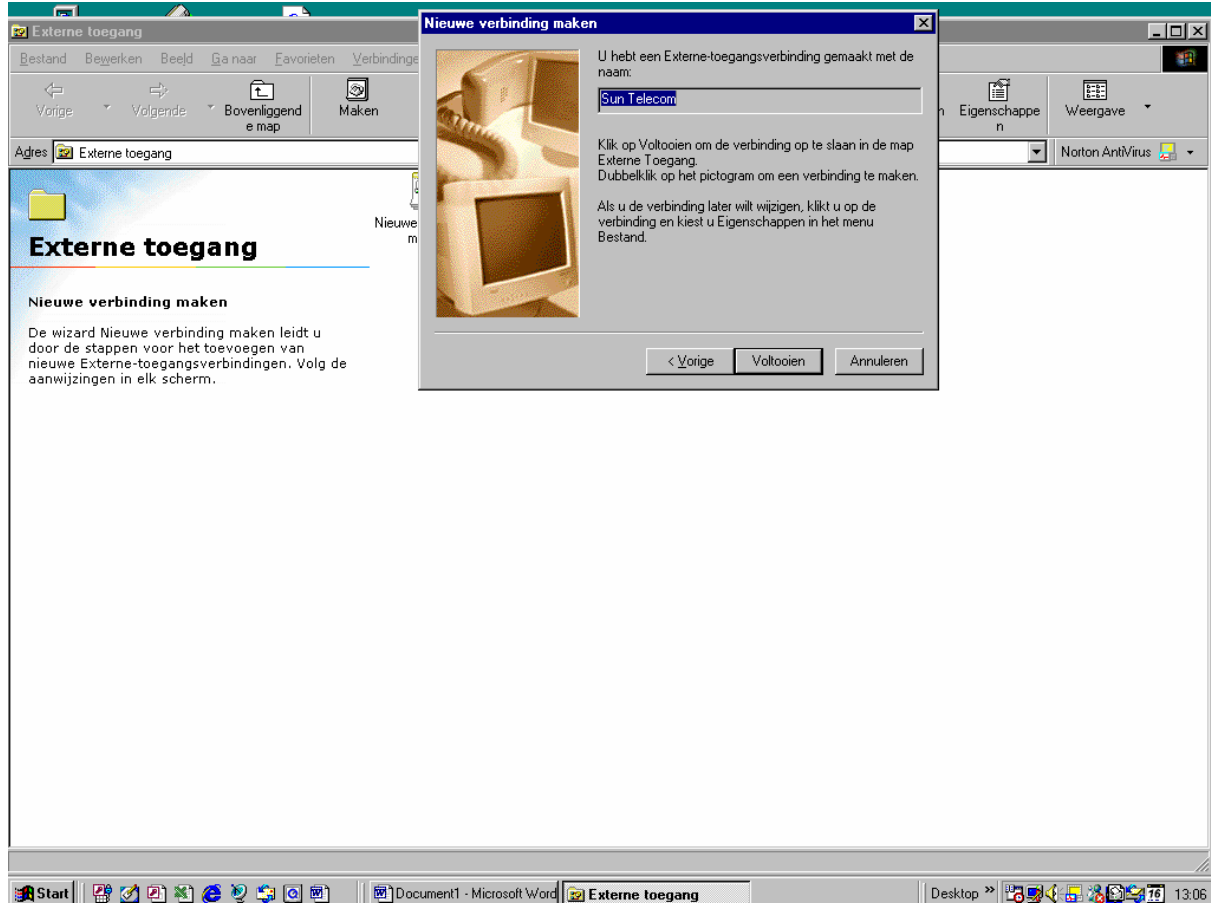 Externe toegang
Bestand Bewerken Beeld Ga naar Favorieten Verbindinge
Vorige Volgende Bovenliggend Maken Eigenschappe Weergave
e map n
Adres Externe toegang Norton AntiVirus
Nieuwe verbinding maken
U hebt een Externe-toegangsverbinding gemaakt met de
naam:
Sun Telecom
Klik op Voltooien om de verbinding op te slaan in de map
Externe Toegang.
Dubbelklik op het pictogram om een verbinding te maken.
Als u de verbinding later wilt wijzigen, klikt u op de
verbinding en kiest u Eigenschappen in het menu
Bestand.
< Vorige Voltooien Annuleren
Nieuwe
m
Externe toegang
Nieuwe verbinding maken
De wizard Nieuwe verbinding maken leidt u
door de stappen voor het toevoegen van
nieuwe Externe-toegangsverbindingen. Volg de
aanwijzingen in elk scherm.
Start Document1 - Microsoft Word Externe toegang Desktop » 16 13:06